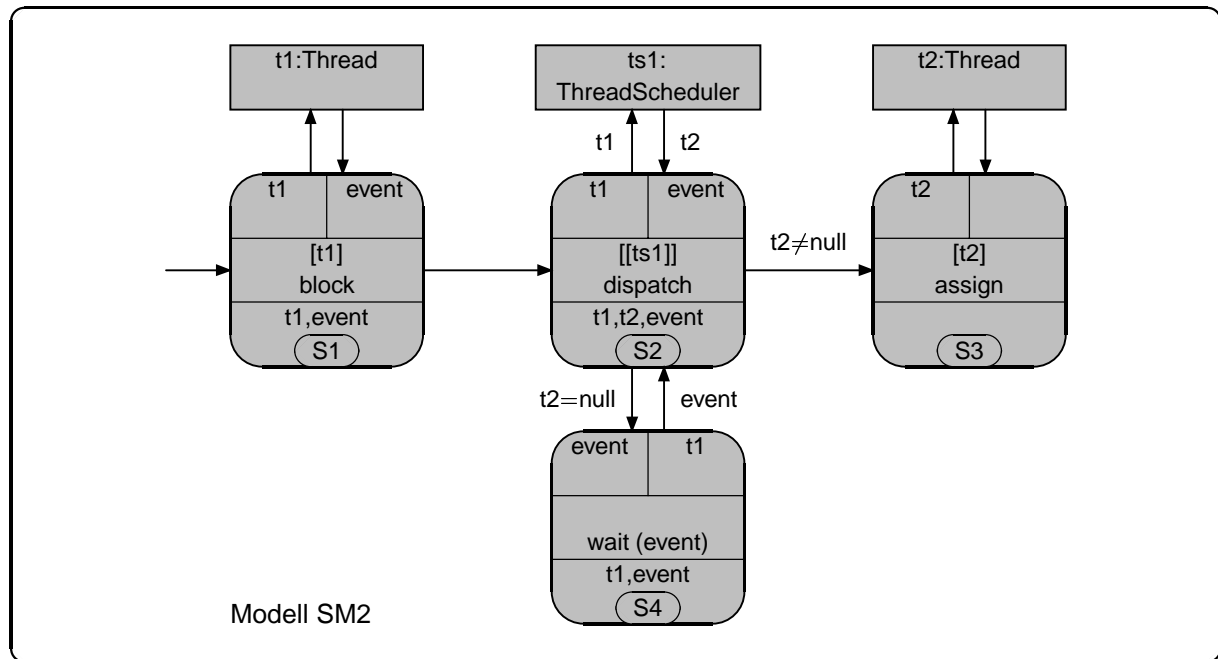 t1:Thread
ts1:
ThreadScheduler
t2:Thread
t1
t2
t1
event
[t1]
block
t1,event
S1
t1
event
[[ts1]]
dispatch
t1,t2,event
S2
t2≠null
t2
[t2]
assign
S3
t2=null
event
event
t1
wait (event)
t1,event
S4
Modell SM2